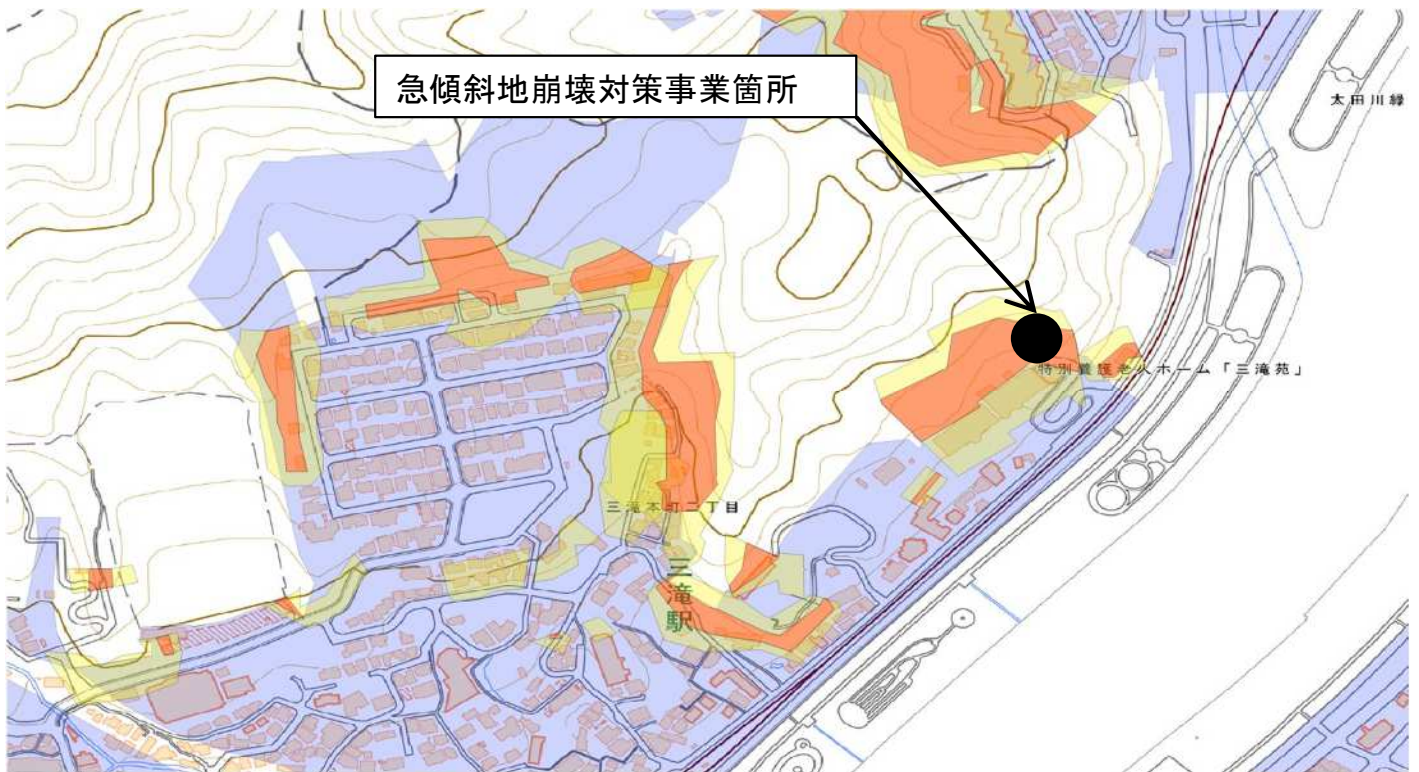 急傾斜地崩壊対策事業箇所
太田川緑
特別養護老人ホーム「三滝苑」
三滝本町二丁目
三滝駅